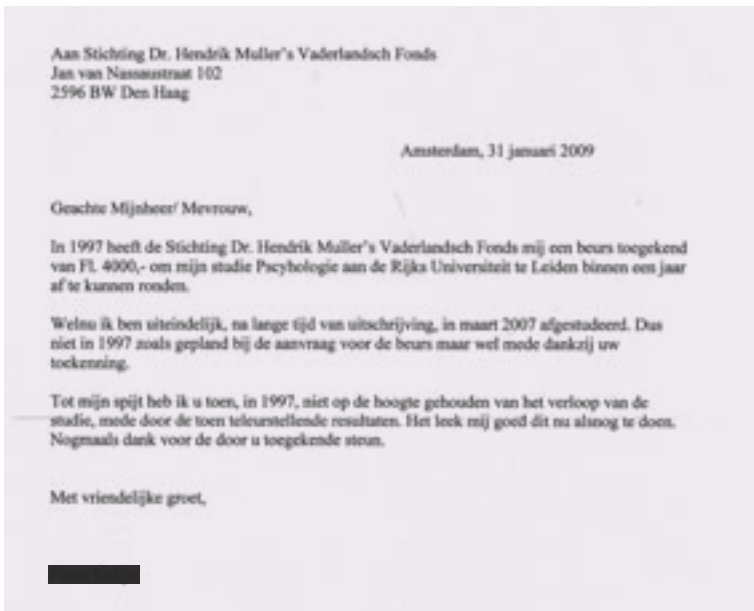 Aan Stichting Dr. Hendrik Muller's Vaderlandsch Fonds
Jan van Nassaustraat 102
2596 BW Den Haag
Amsterdam, 31 januari 2009
Geachte Mijnheer/ Mevrouw,
In 1997 heeft de Stichting Dr. Hendrik Muller's Vaderlandsch Fonds mij een beurs toegekend
van Fl. 4000,- om mijn studie Pscyhologie aan de Rijks Universiteit te Leiden binnen een jaar
af te kunnen ronden.
Welnu ik ben uiteindelijk, na lange tijd van uitschrijving, in maart 2007 afgestudeerd. Dus
niet in 1997 zoals gepland bij de aanvraag voor de beurs maar wel mede dankzij uw
toekenning.
Tot mijn spijt heb ik u toen, in 1997, niet op de hoogte gehouden van het verloop van de
studie, mede door de toen teleurstellende resultaten. Het leek mij goed dit nu alsnog te doen.
Nogmaals dank voor de door u toegekende steun.
Met vriendelijke groet,